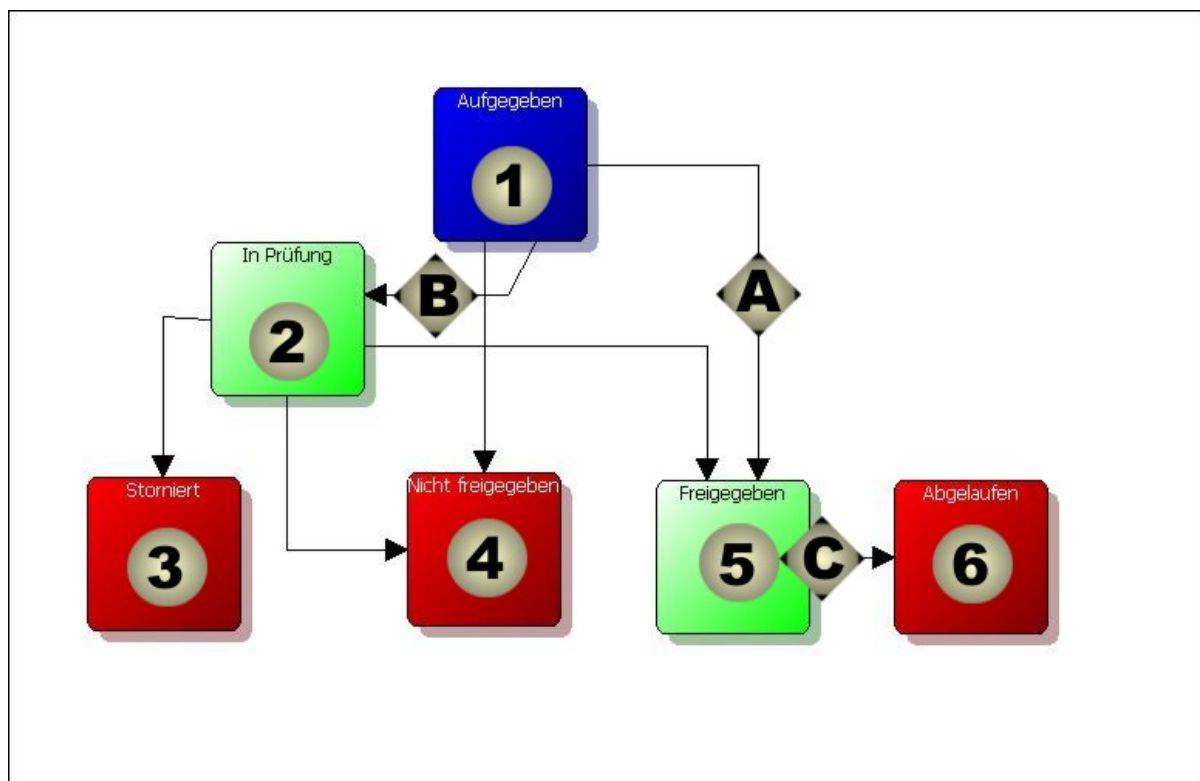 Aufgegeben
1
In Prüfung
B
A
2
Storniert
Nicht freigegeben
Freigegeben
Abgelaufen
3
4
5
C
6